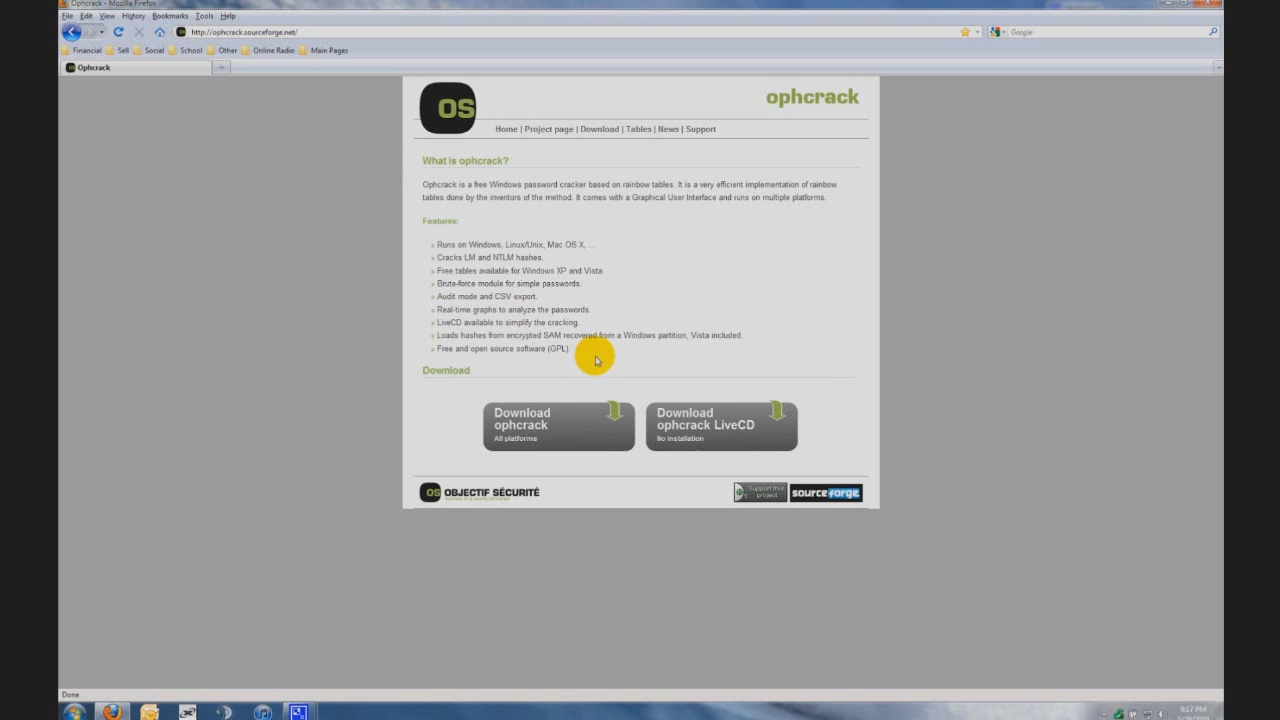 Ophcrack - Mozilla Firefox
File Edit View History Bookmarks Tools Help
http://ophcrack.sourceforge.net/
Google
Financial Sell Social School Other Online Radio Main Pages
Ophcrack
OS
ophcrack
Home | Project page | Download | Tables | News | Support
What is ophcrack?
Ophcrack is a free Windows password cracker based on rainbow tables. It is a very efficient implementation of rainbow
tables done by the inventors of the method. It comes with a Graphical User Interface and runs on multiple platforms.
Features:
» Runs on Windows, Linux/Unix, Mac OS X, ...
» Cracks LM and NTLM hashes.
» Free tables available for Windows XP and Vista.
» Brute-force module for simple passwords.
» Audit mode and CSV export.
» Real-time graphs to analyze the passwords.
» LiveCD available to simplify the cracking.
» Loads hashes from encrypted SAM recovered from a Windows partition, Vista included.
» Free and open source software (GPL).
Download
Download
ophcrack
All platforms
Download
ophcrack LiveCD
No installation
OS OBJECTIF SÉCURITÉ
Support this
project
sourceforge
Done
9:17 PM